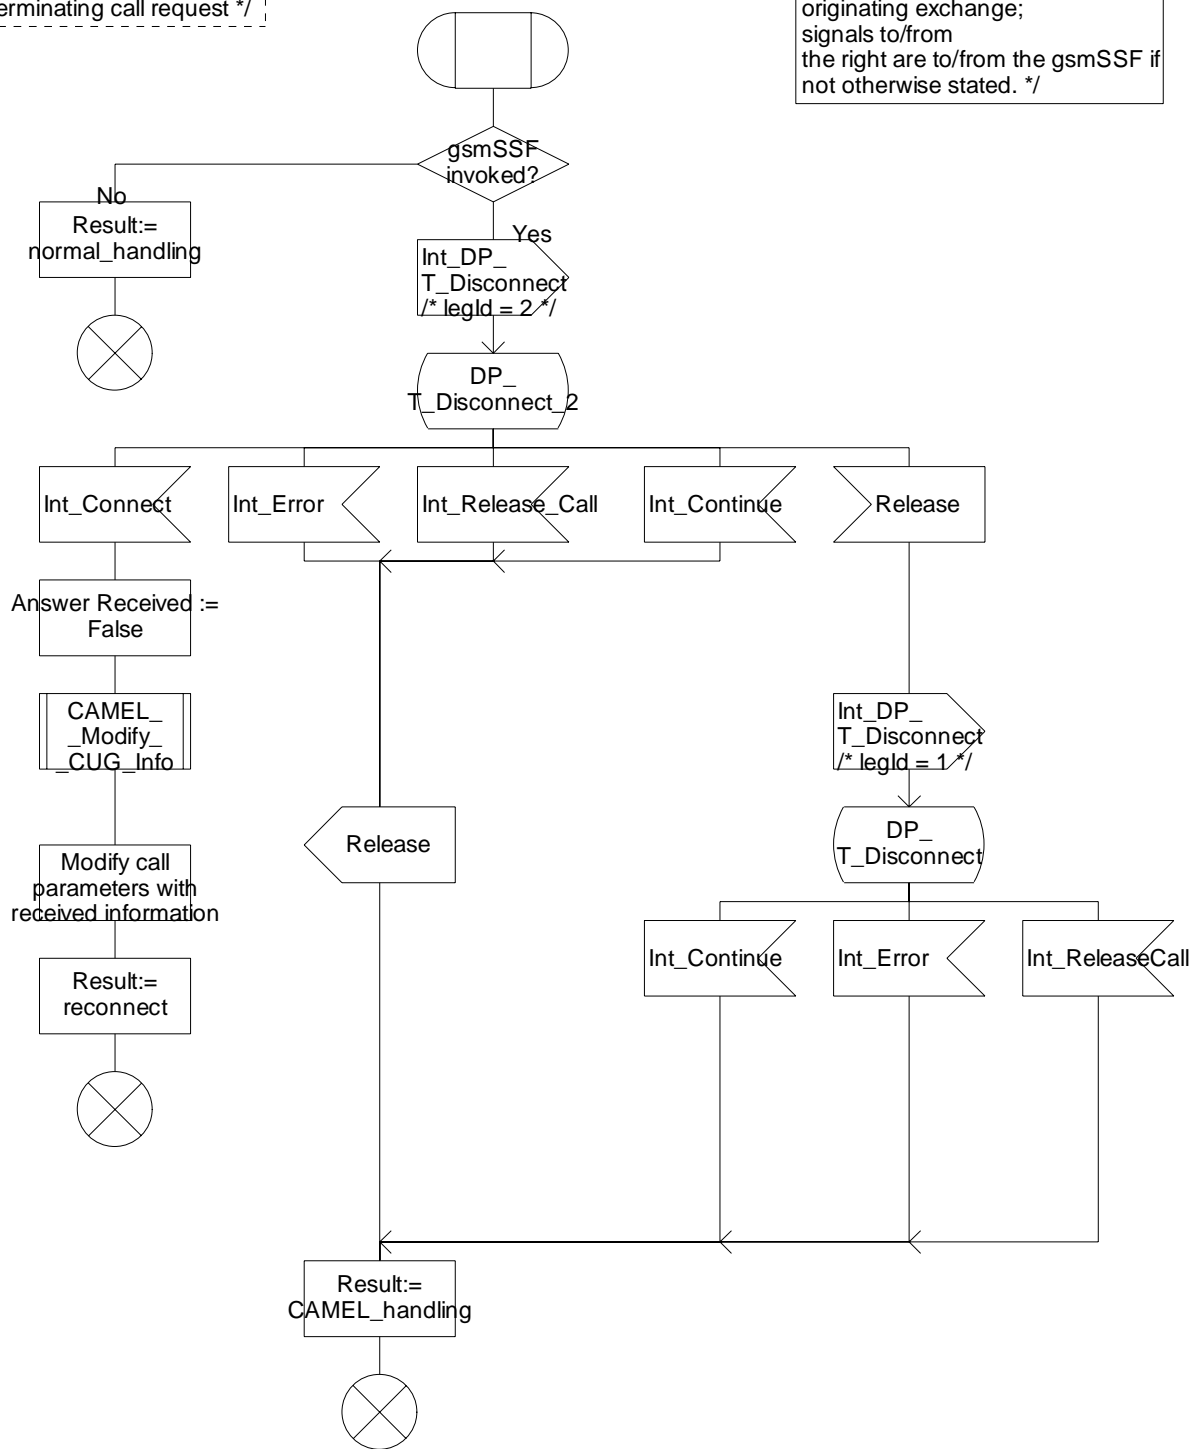 erminating call request */
originating exchange;
signals to/from
the right are to/from the gsmSSF if
not otherwise stated. */
gsmSSF
invoked?
No
Result:=
normal_handling
Yes
Int_DP_
T_Disconnect
/* legId = 2 */
DP_
T_Disconnect_2
Int_Connect
Int_Error
Int_Release_Call
Int_Continue
Release
Answer Received :=
False
CAMEL_
_Modify_
_CUG_Info
Int_DP_
T_Disconnect
/* legId = 1 */
Release
DP_
T_Disconnect
Modify call
parameters with
received information
Int_Continue
Int_Error
Int_ReleaseCall
Result:=
reconnect
Result:=
CAMEL_handling